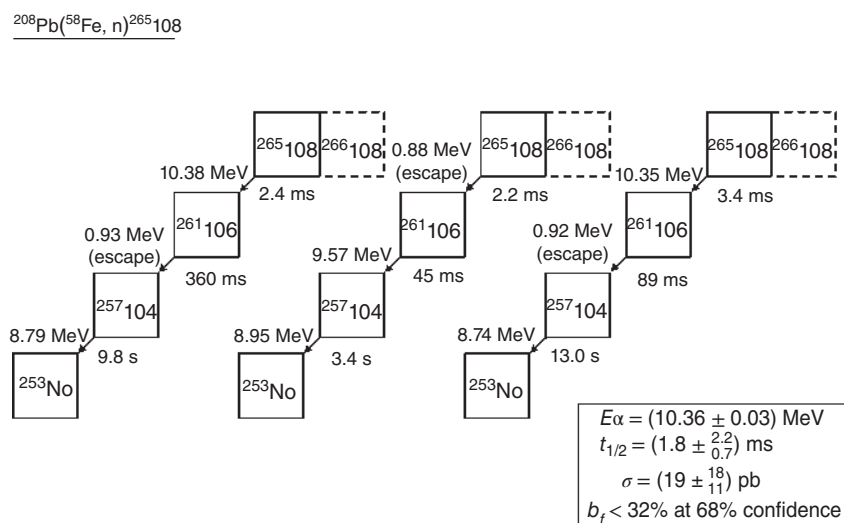 ²⁰⁸Pb(⁵⁸Fe, n)²⁶⁵108
²⁶⁵108 ²⁶⁶108
10.38 MeV
2.4 ms
²⁶¹106
0.93 MeV
(escape)
360 ms
²⁵⁷104
8.79 MeV
9.8 s
²⁵³No
²⁶⁵108 ²⁶⁶108
0.88 MeV
(escape)
2.2 ms
²⁶¹106
9.57 MeV
45 ms
²⁵⁷104
8.95 MeV
3.4 s
²⁵³No
²⁶⁵108 ²⁶⁶108
10.35 MeV
3.4 ms
²⁶¹106
0.92 MeV
(escape)
89 ms
²⁵⁷104
8.74 MeV
13.0 s
²⁵³No
Eα = (10.36 ± 0.03) MeV
t1/2 = (1.8 ± 2.2 0.7) ms
σ = (19 ± 18 11) pb
bf < 32% at 68% confidence